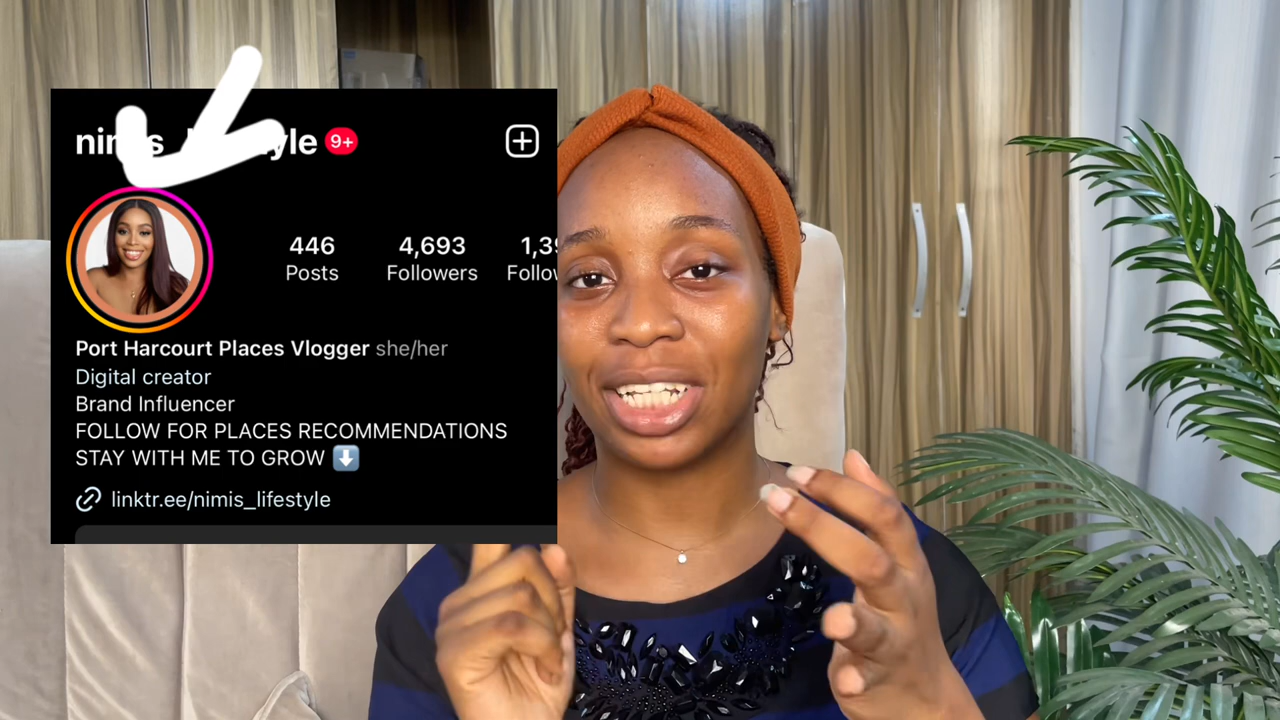 9+
446 4,693
Posts Followers
Port Harcourt Places Vlogger she/her
Digital creator
Brand Influencer
FOLLOW FOR PLACES RECOMMENDATIONS
STAY WITH ME TO GROW ⬇️
linktr.ee/nimis_lifestyle